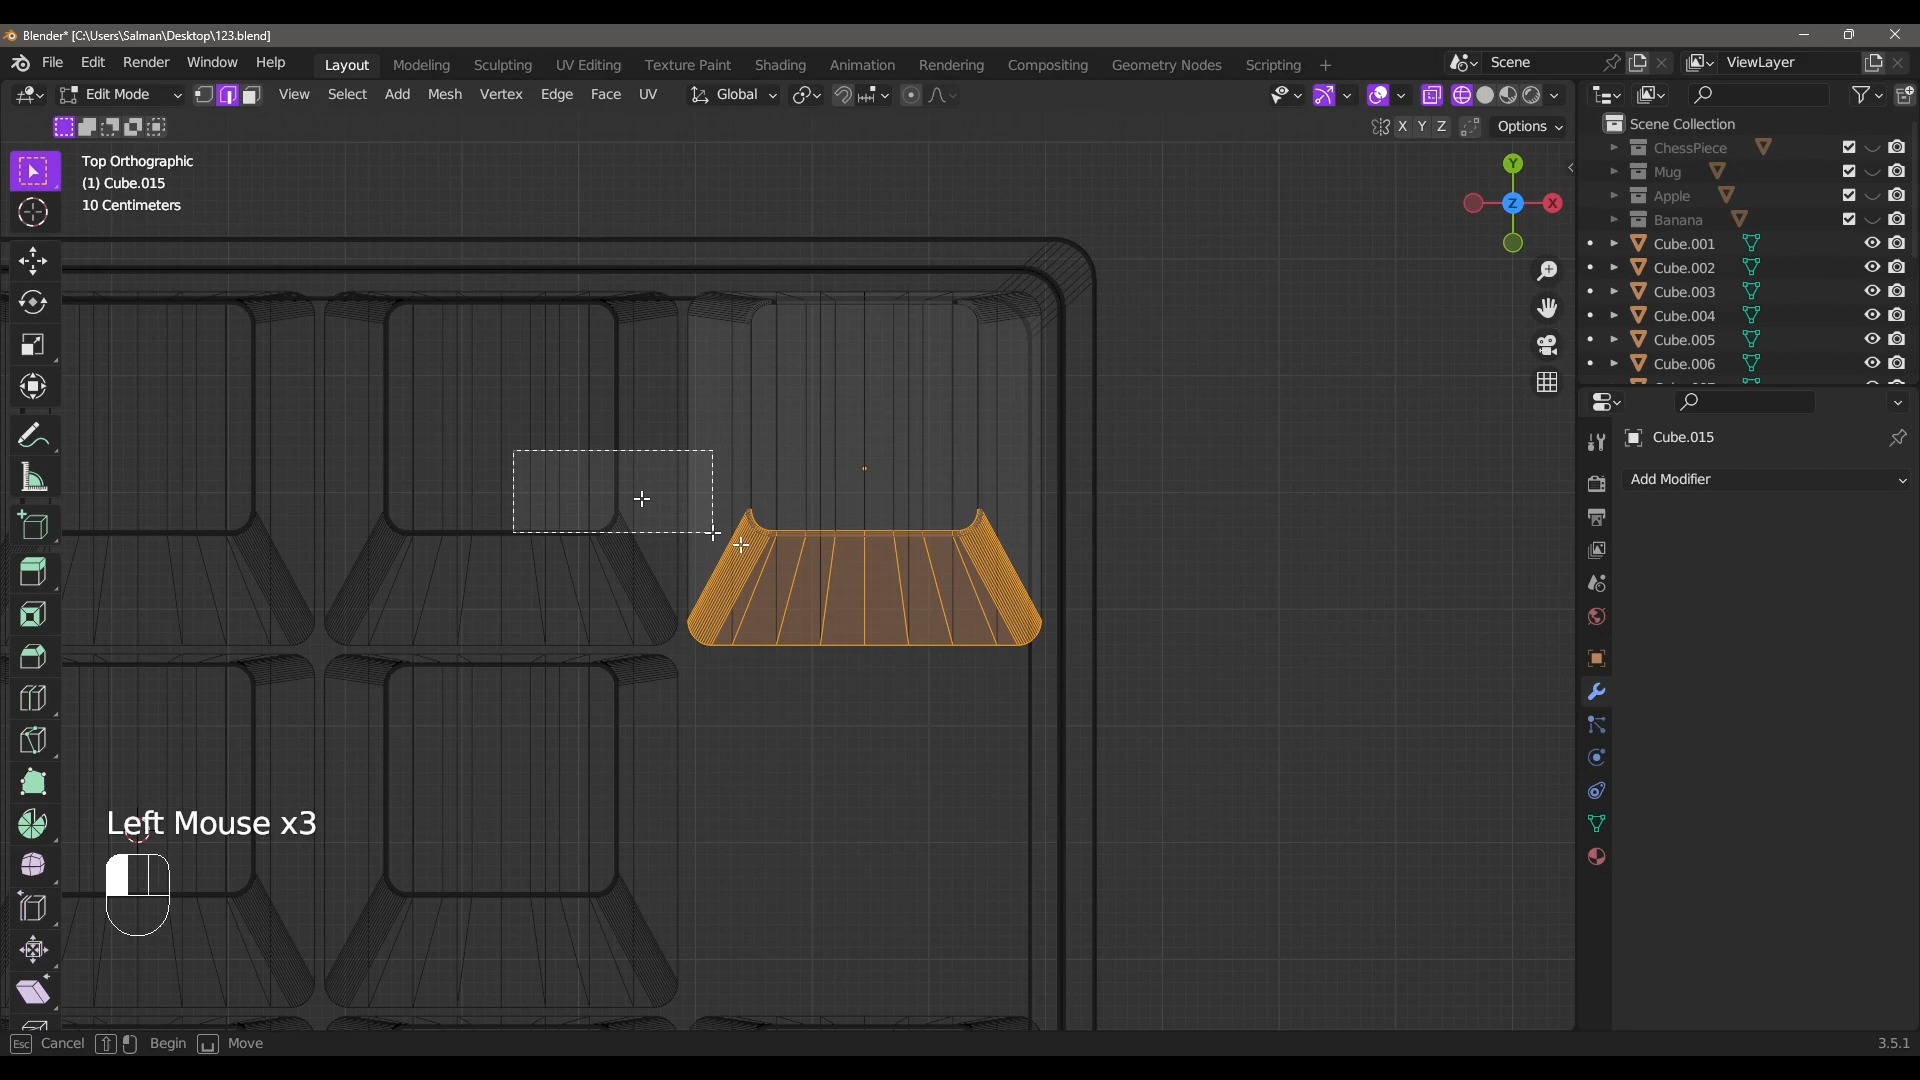 Blender* [C:\Users\Salman\Desktop\123.blend]
File Edit Render Window Help Layout Modeling Sculpting UV Editing Texture Paint Shading Animation Rendering Compositing Geometry Nodes Scripting + Scene ViewLayer
Edit Mode View Select Add Mesh Vertex Edge Face UV Global
X Y Z Options
Top Orthographic
(1) Cube.015
10 Centimeters
Y
X
Z
Scene Collection
ChessPiece
Mug
Apple
Banana
Cube.001
Cube.002
Cube.003
Cube.004
Cube.005
Cube.006
Cube.015
Add Modifier
Left Mouse x3
Esc Cancel Begin Move 3.5.1